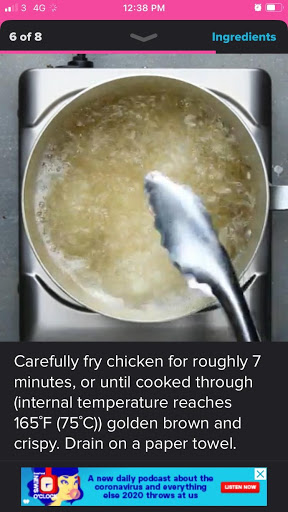 3 4G 12:38 PM
6 of 8 Ingredients
Carefully fry chicken for roughly 7
minutes, or until cooked through
(internal temperature reaches
165˚F (75˚C)) golden brown and
crispy. Drain on a paper towel.
NEWS
O'CLOCK
A new daily podcast about the
coronavirus and everything
else 2020 throws at us
LISTEN NOW